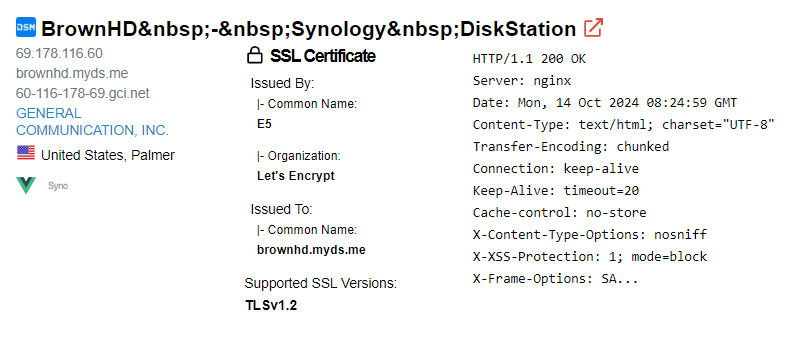 DSM BrownHD&nbsp;-&nbsp;Synology&nbsp;DiskStation
69.178.116.60
brownhd.myds.me
60-116-178-69.gci.net
GENERAL
COMMUNICATION, INC.
United States, Palmer
Syno
SSL Certificate
Issued By:
|- Common Name:
E5
|- Organization:
Let's Encrypt
Issued To:
|- Common Name:
brownhd.myds.me
Supported SSL Versions:
TLSv1.2
HTTP/1.1 200 OK
Server: nginx
Date: Mon, 14 Oct 2024 08:24:59 GMT
Content-Type: text/html; charset="UTF-8"
Transfer-Encoding: chunked
Connection: keep-alive
Keep-Alive: timeout=20
Cache-control: no-store
X-Content-Type-Options: nosniff
X-XSS-Protection: 1; mode=block
X-Frame-Options: SA...